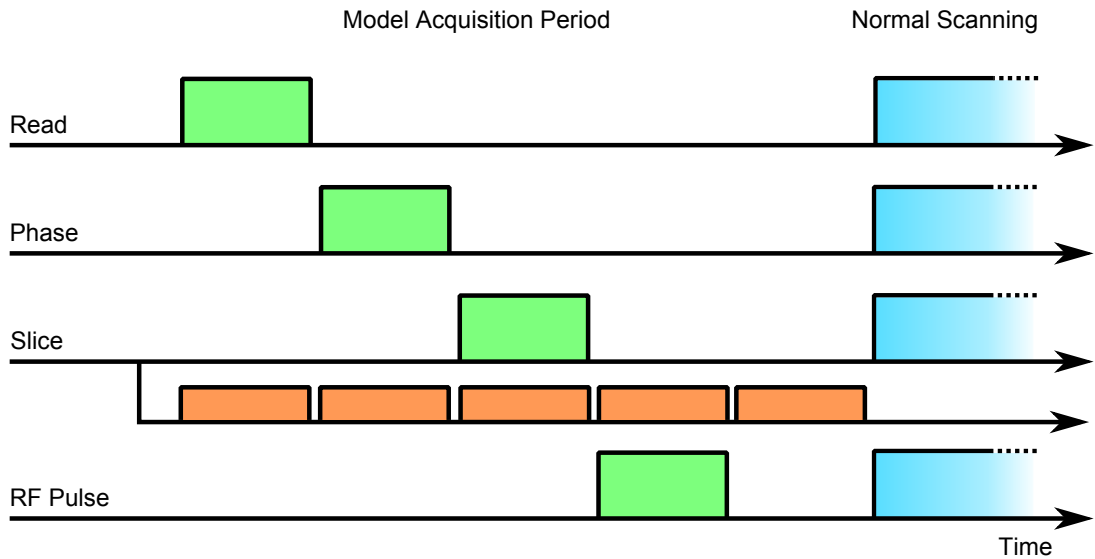 Model Acquisition Period
Normal Scanning
Read
Phase
Slice
RF Pulse
Time